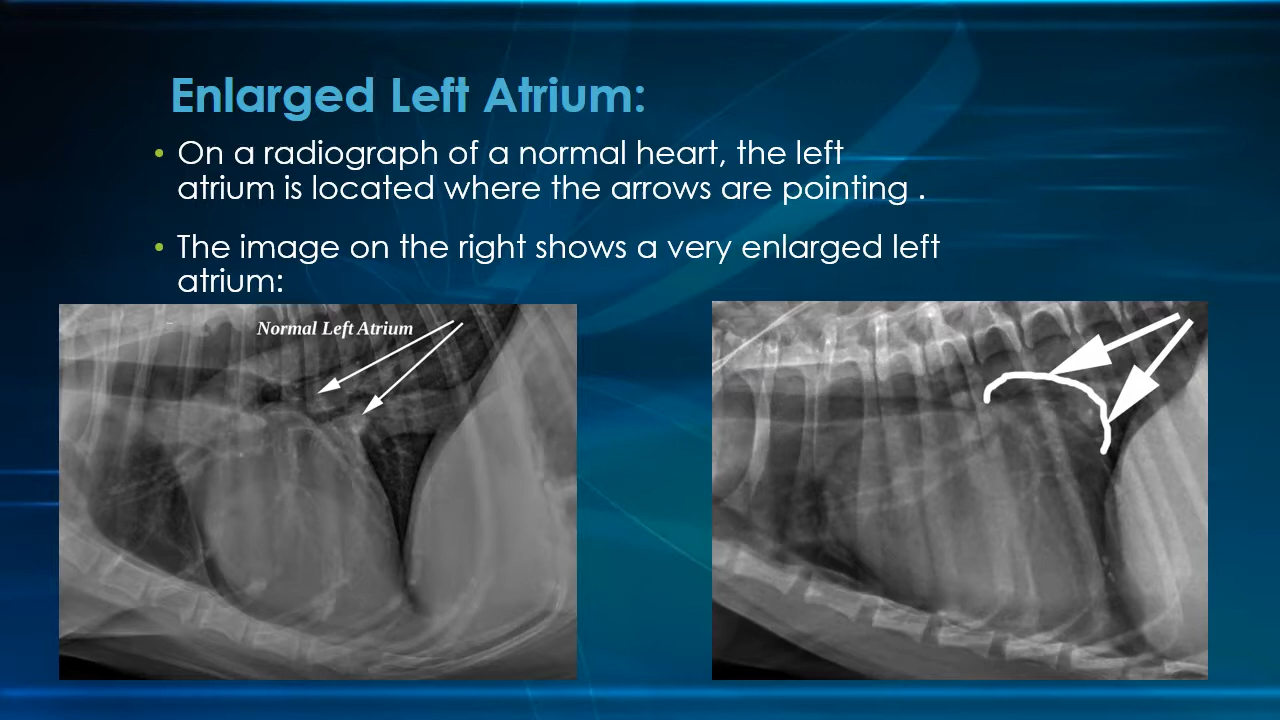 Enlarged Left Atrium:
• On a radiograph of a normal heart, the left
atrium is located where the arrows are pointing .
• The image on the right shows a very enlarged left
atrium:
Normal Left Atrium